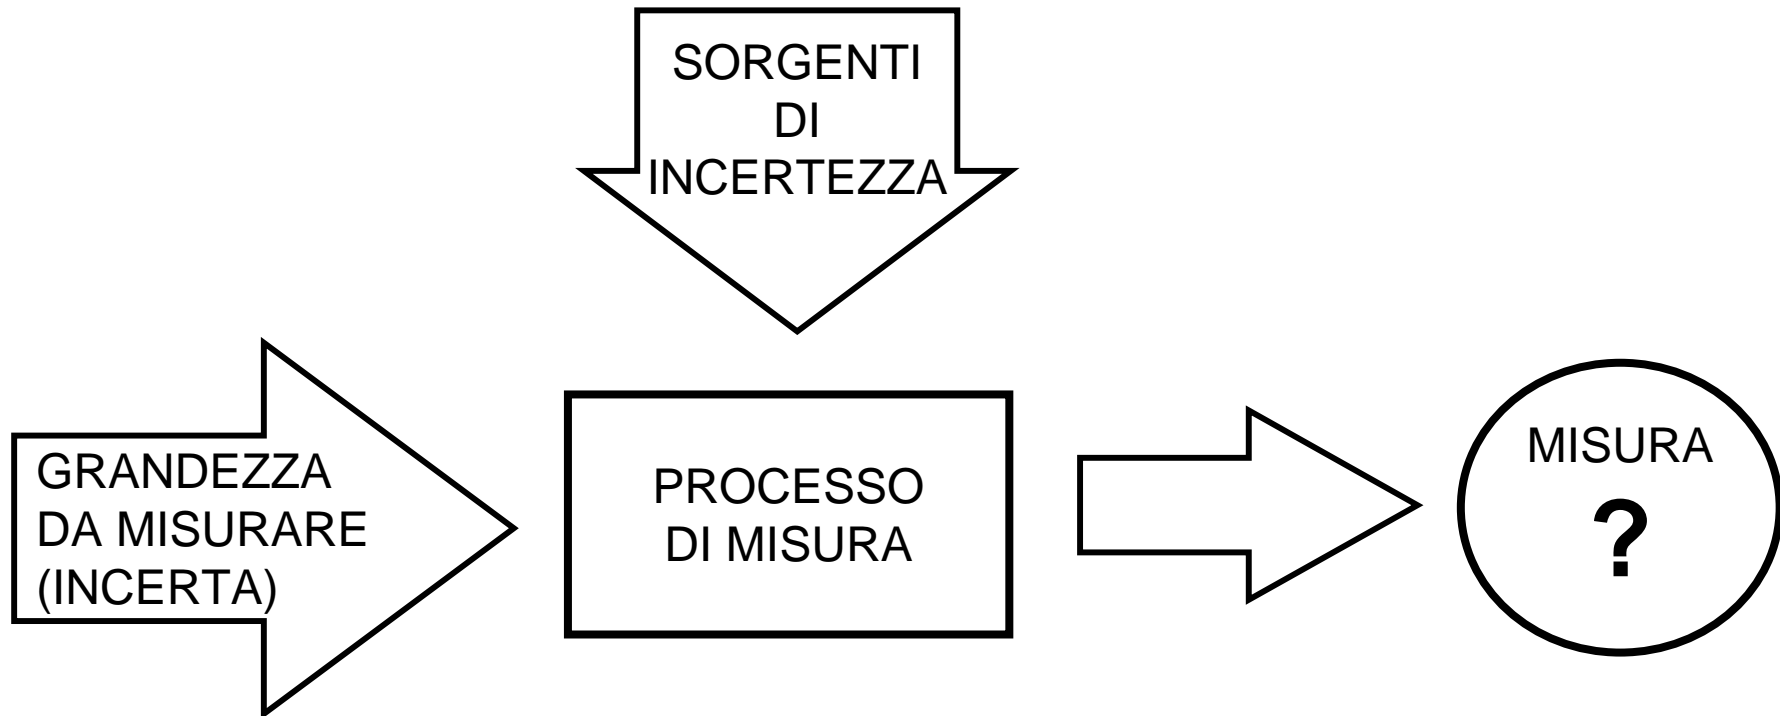 SORGENTI
DI
INCERTEZZA
GRANDEZZA
DA MISURARE
(INCERTA)
PROCESSO
DI MISURA
MISURA
?